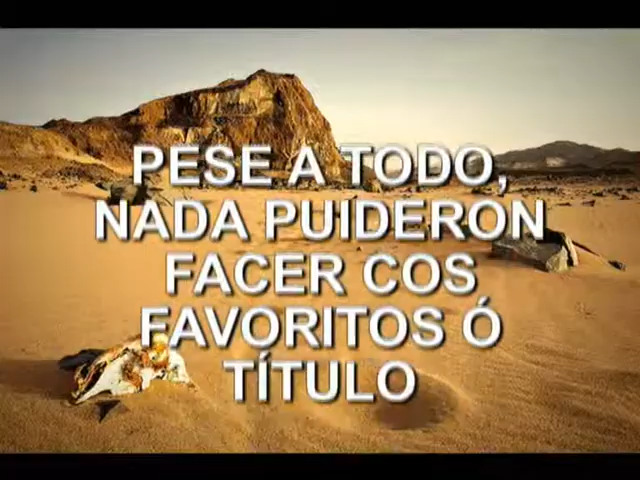 PESE A TODO,
NADA PUIDERON
FACER COS
FAVORITOS Ó
TÍTULO